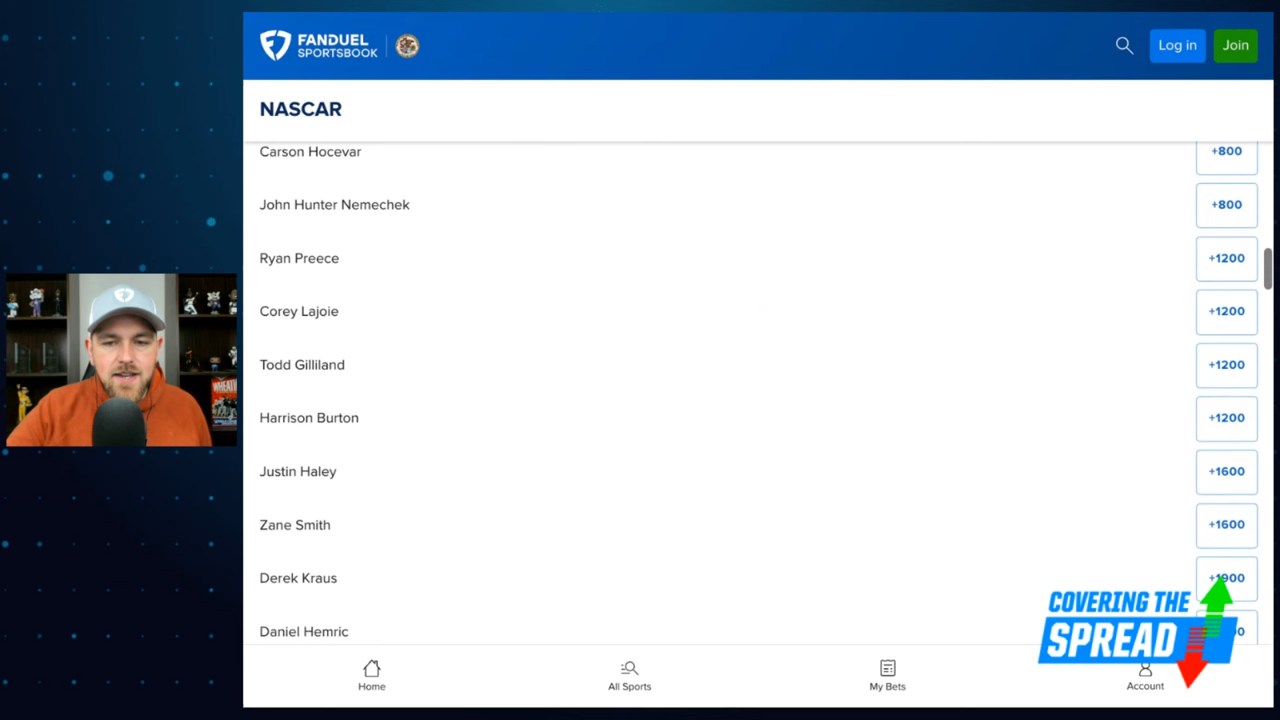 FANDUEL
SPORTSBOOK
Log in
Join
NASCAR
Carson Hocevar
+800
John Hunter Nemechek
+800
Ryan Preece
+1200
Corey Lajoie
+1200
Todd Gilliland
+1200
Harrison Burton
+1200
Justin Haley
+1600
Zane Smith
+1600
Derek Kraus
+1900
Daniel Hemric
COVERING THE
SPREAD
Home
All Sports
My Bets
Account
WHEATIES